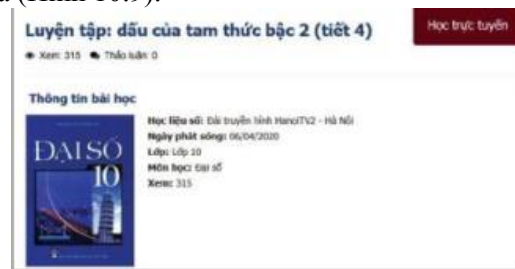 (Hình 10.9).
Luyện tập: dấu của tam thức bậc 2 (tiết 4)
Học trực tuyến
Xem: 315 Thảo luận: 0
Thông tin bài học
Học liệu số: Đài truyền hình HanoiTV2 - Hà Nội
Ngày phát sóng: 06/04/2020
Lớp: Lớp 10
Môn học: Đại số
Xem: 315
ĐẠI SỐ
10